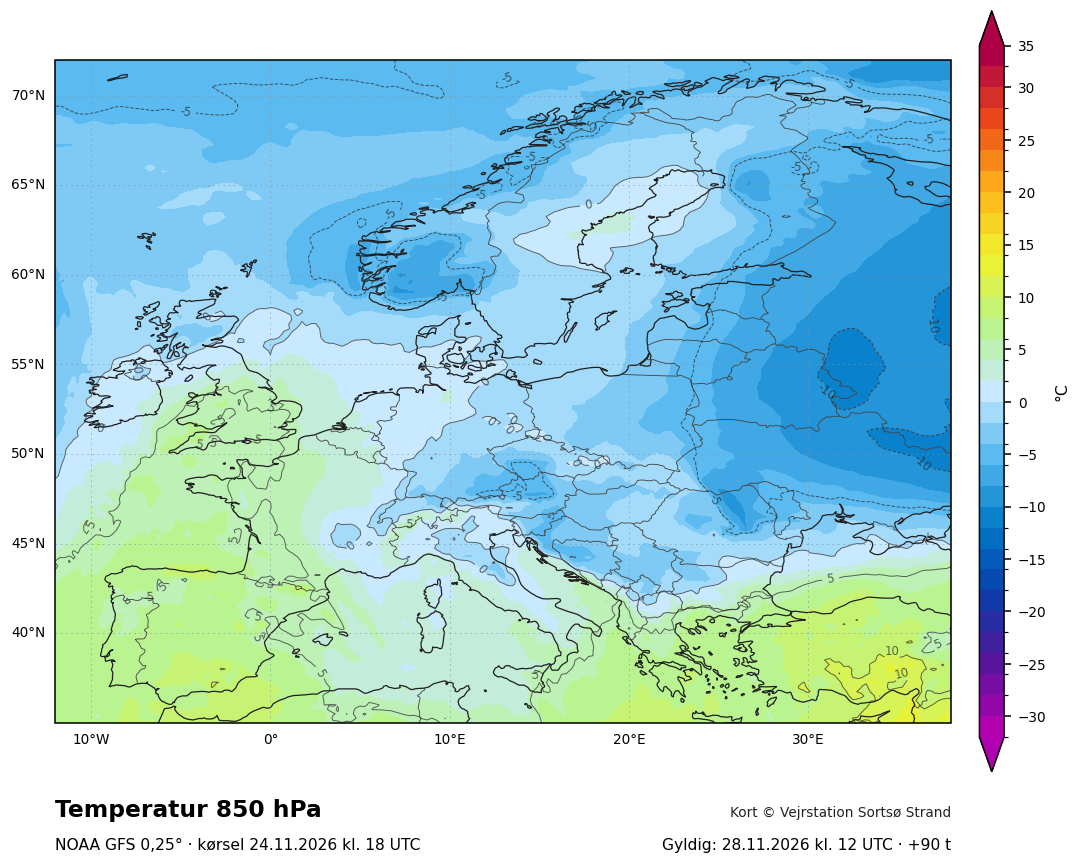 70°N
65°N
60°N
55°N
50°N
45°N
40°N
10°W 0° 10°E 20°E 30°E
35
30
25
20
15
10
5
0
−5
−10
−15
−20
−25
−30
°C
Temperatur 850 hPa
Kort © Vejrstation Sortsø Strand
NOAA GFS 0,25° · kørsel 24.11.2026 kl. 18 UTC
Gyldig: 28.11.2026 kl. 12 UTC · +90 t